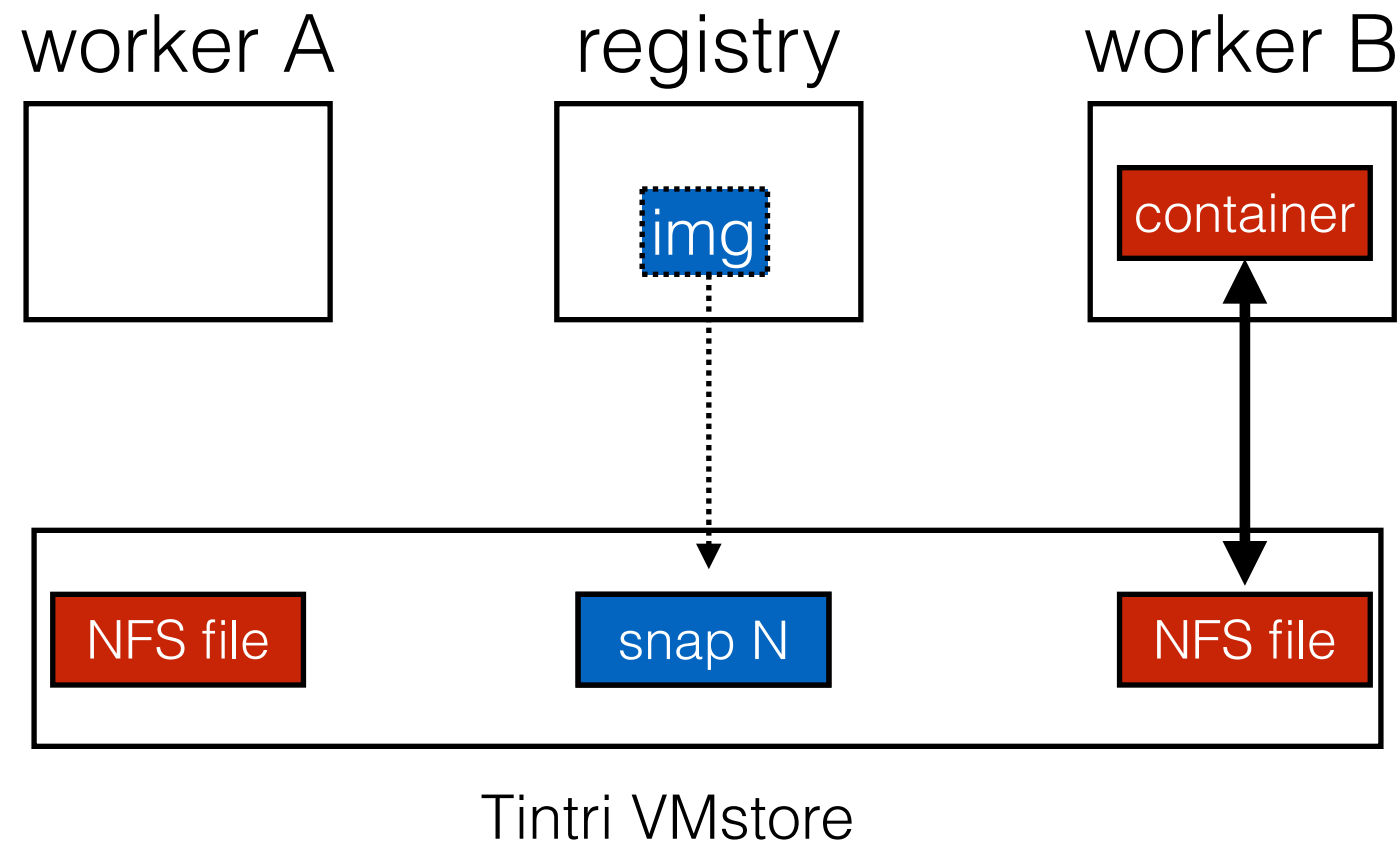 worker A
registry
worker B
img
container
NFS file
snap N
NFS file
Tintri VMstore